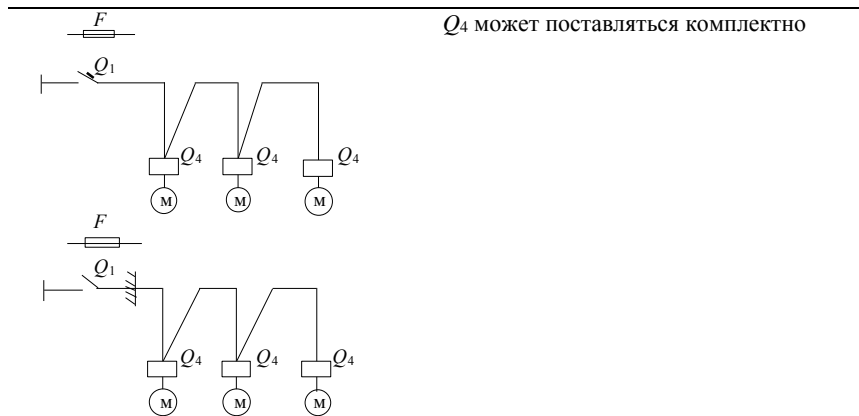 Q4 может поставляться комплектно
F
Q1
Q4 Q4 Q4
М М М
F
Q1
Q4 Q4 Q4
М М М